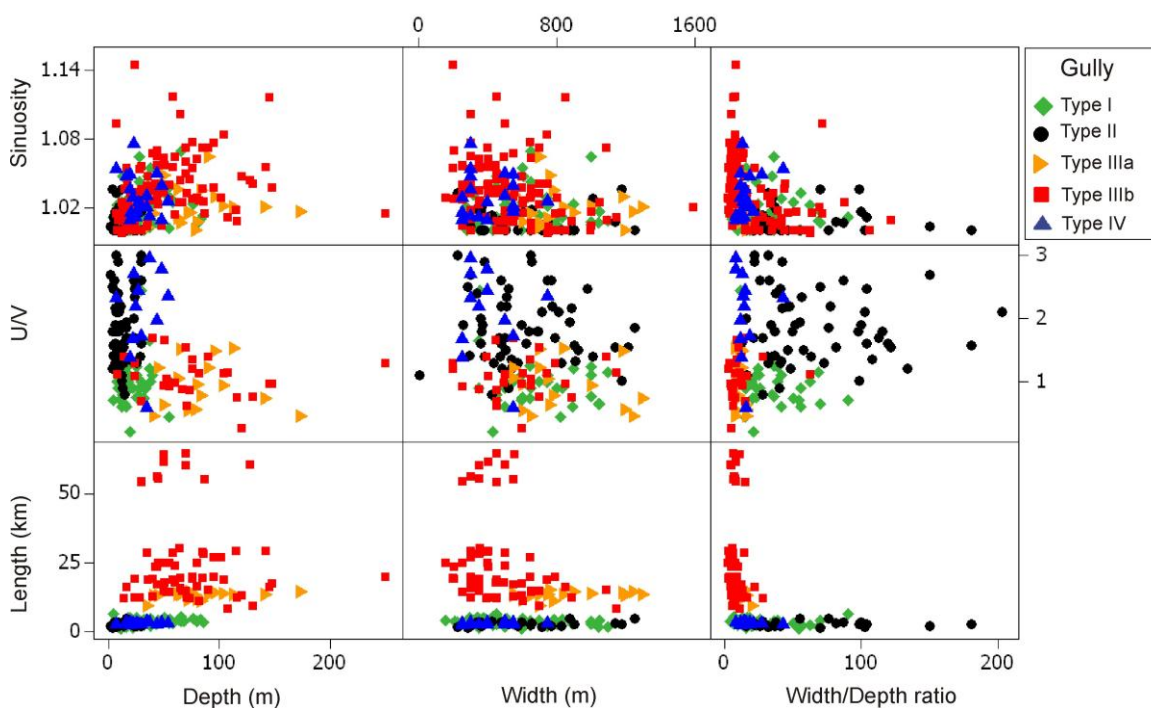 0 800 1600
Sinuosity
1.14
1.08
1.02
U/V
3
2
1
Length (km)
50
25
0
0 100 200
0 100 200
Depth (m) Width (m) Width/Depth ratio
Gully
Type I
Type II
Type IIIa
Type IIIb
Type IV